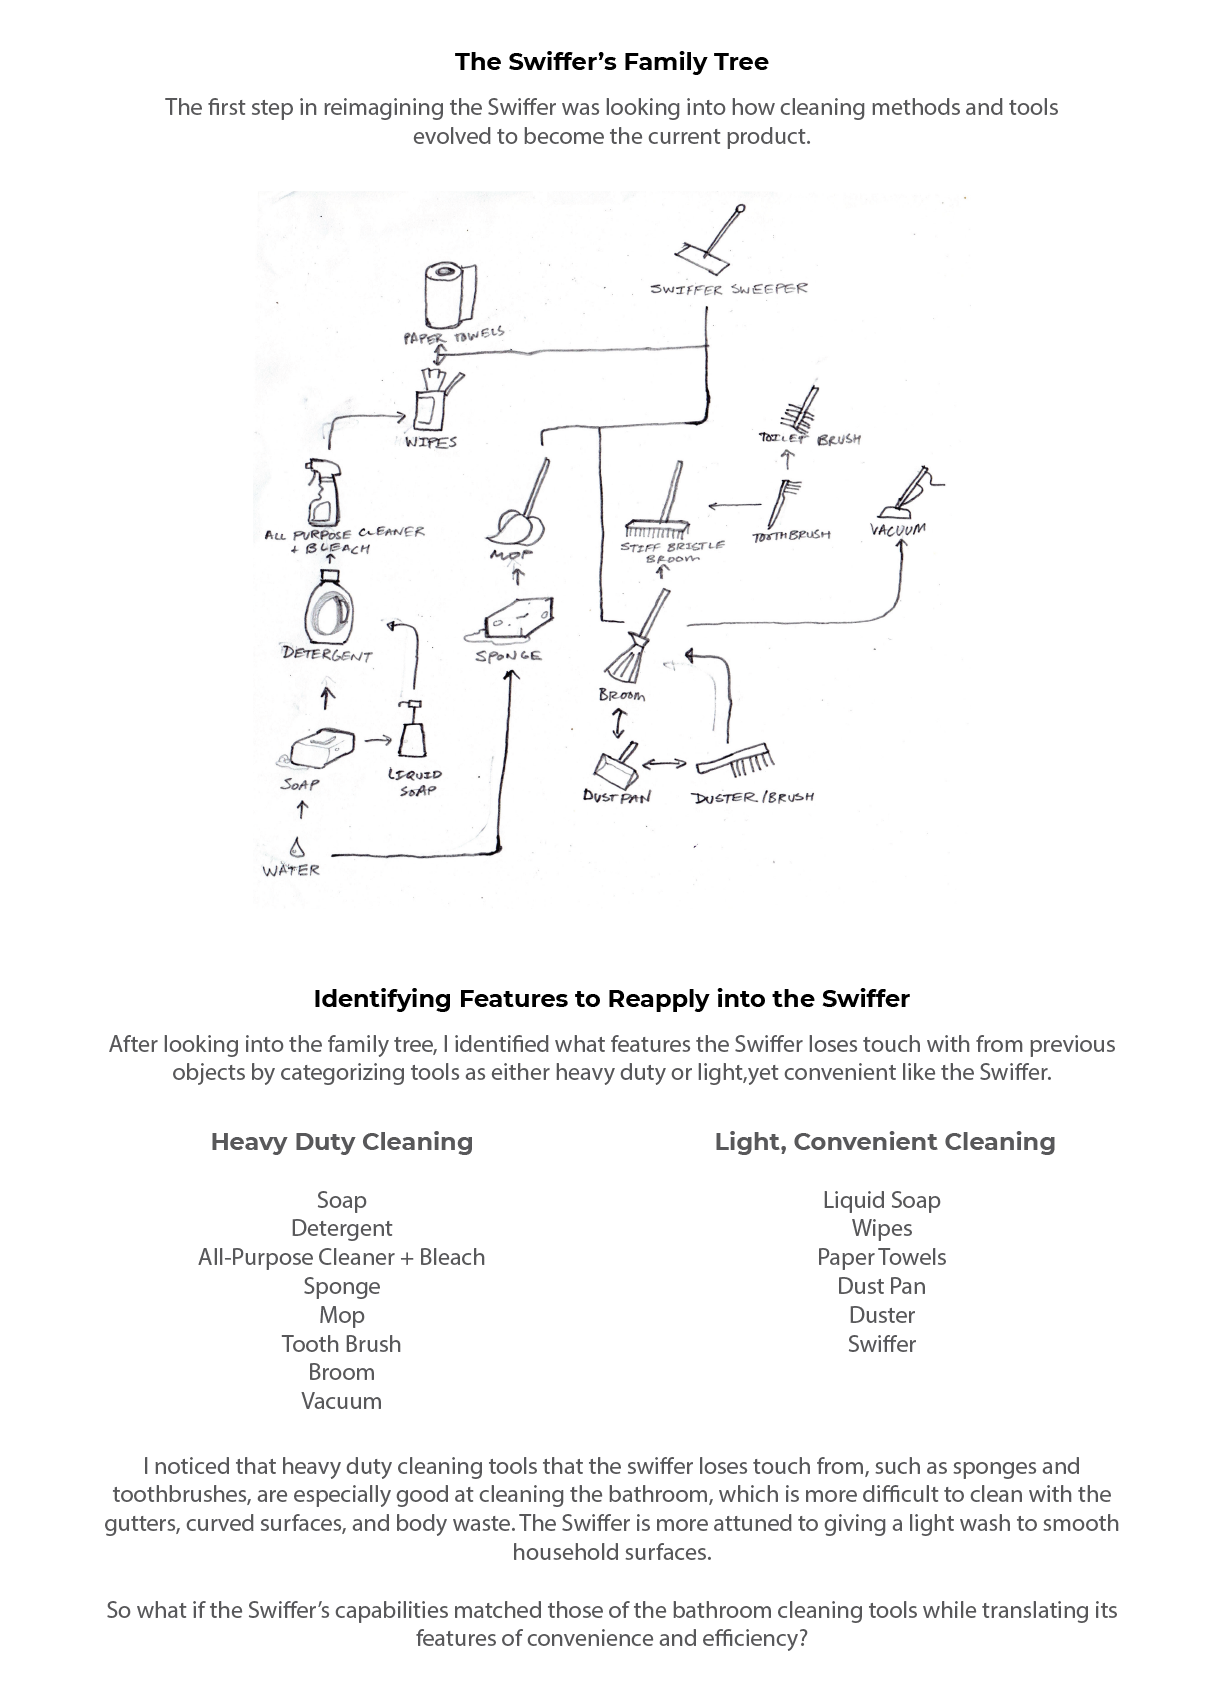 The Swiffer’s Family Tree
The first step in reimagining the Swiffer was looking into how cleaning methods and tools
evolved to become the current product.
SWIFFER SWEEPER
PAPER TOWELS
WIPES
TOILET BRUSH
ALL PURPOSE CLEANER
+ BLEACH
MOP
STIFF BRISTLE
BROOM
TOOTHBRUSH
VACUUM
DETERGENT
SPONGE
BROOM
SOAP
LIQUID
SOAP
DUSTPAN
DUSTER/BRUSH
WATER
Identifying Features to Reapply into the Swiffer
After looking into the family tree, I identified what features the Swiffer loses touch with from previous
objects by categorizing tools as either heavy duty or light,yet convenient like the Swiffer.
Heavy Duty Cleaning
Soap
Detergent
All-Purpose Cleaner + Bleach
Sponge
Mop
Tooth Brush
Broom
Vacuum
Light, Convenient Cleaning
Liquid Soap
Wipes
Paper Towels
Dust Pan
Duster
Swiffer
I noticed that heavy duty cleaning tools that the swiffer loses touch from, such as sponges and
toothbrushes, are especially good at cleaning the bathroom, which is more difficult to clean with the
gutters, curved surfaces, and body waste. The Swiffer is more attuned to giving a light wash to smooth
household surfaces.
So what if the Swiffer’s capabilities matched those of the bathroom cleaning tools while translating its
features of convenience and efficiency?